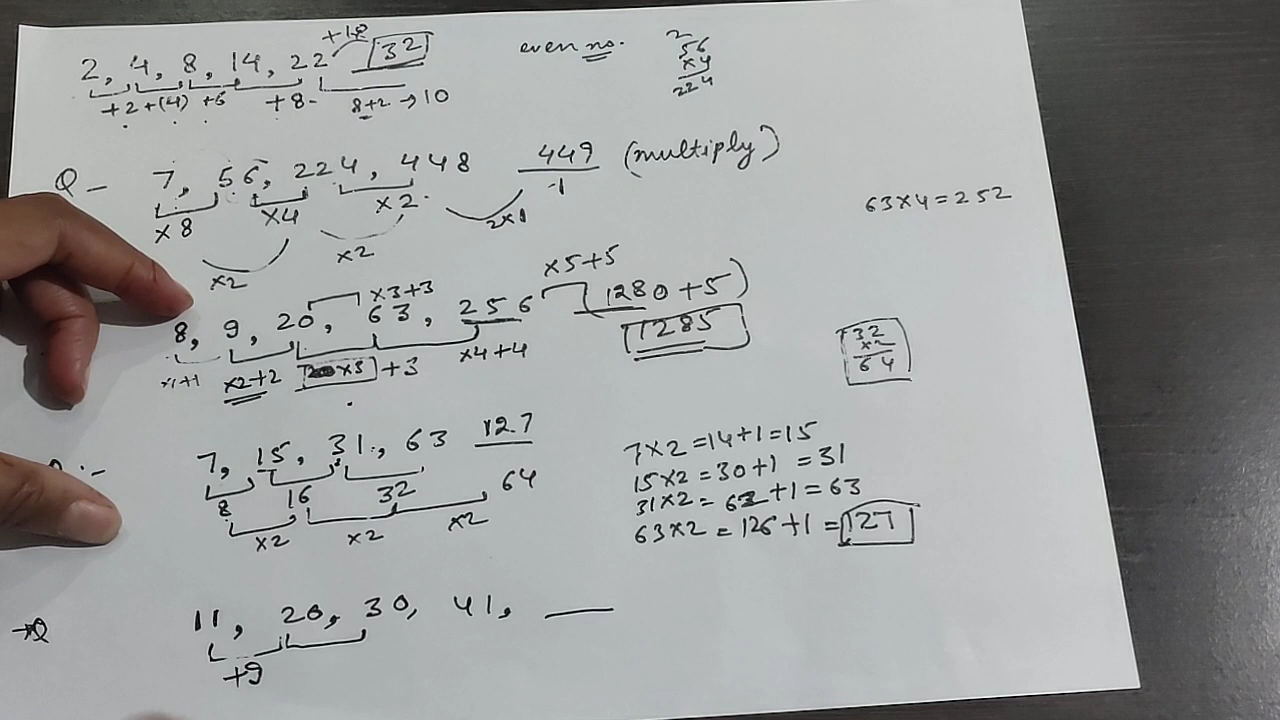 +10
2, 4, 8, 14, 22 32 even no. 2
56
×4
224
+2 +(4) +6 +8 8+2 → 10
Q - 7, 56, 224, 448 449 (multiply)
×8 ×4 ×2 -1
×2 ×2 2×1
63×4=252
×3+3 ×5+5
8, 9, 20, 63, 256 1280+5)
1285
×1+1 ×2+2 ×3 +3 ×4+4
32
×2
64
7, 15, 31, 63 12.7
8 16 32 64
×2 ×2 ×2
7×2=14+1=15
15×2=30+1=31
31×2=62+1=63
63×2=126+1=127
→Q 11, 20, 30, 41, ___
+9